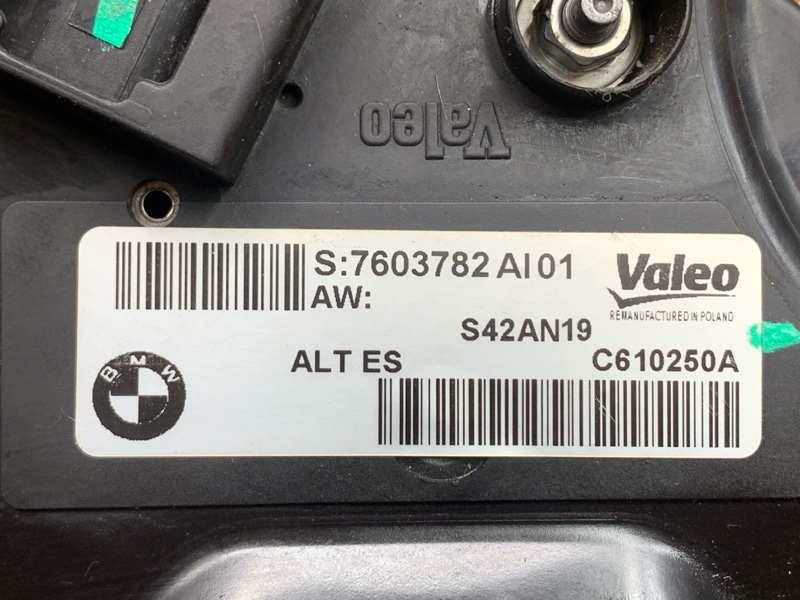 Valeo
S:7603782 AI 01
AW:
Valeo
REMANUFACTURED IN POLAND
S42AN19
ALT ES
C610250A
BMW